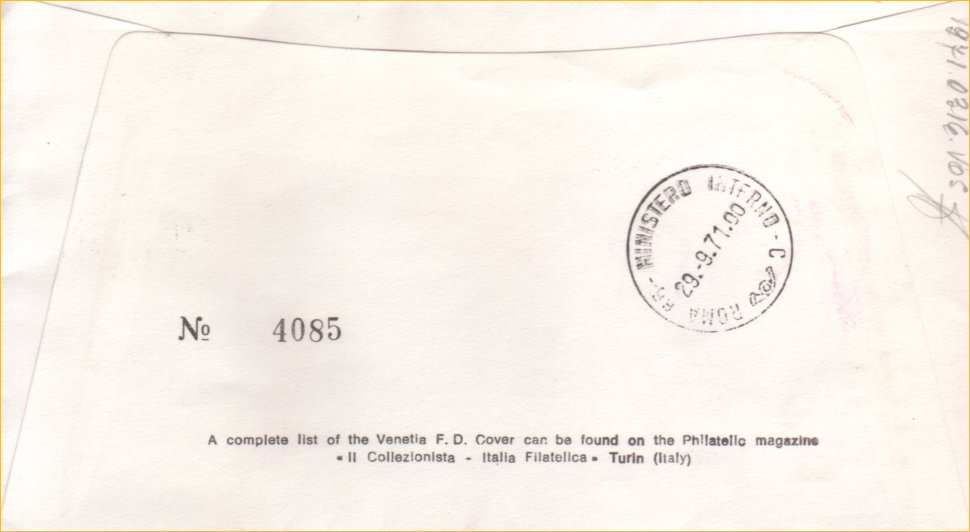 MINISTERO INTERNO - C
29.-9.71.00
ROMA
№ 4085
A complete list of the Venetia F. D. Cover can be found on the Philatelic magazine
« Il Collezionista - Italia Filatelica » Turin (Italy)